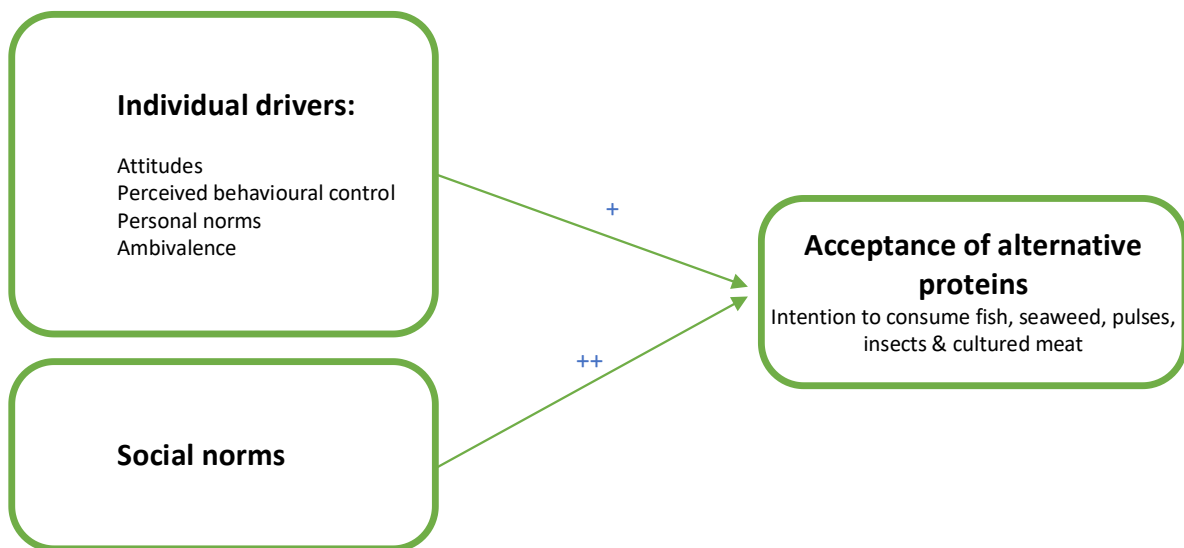 Individual drivers:
Attitudes
Perceived behavioural control
Personal norms
Ambivalence
+
Acceptance of alternative
proteins
Intention to consume fish, seaweed, pulses,
insects & cultured meat
++
Social norms